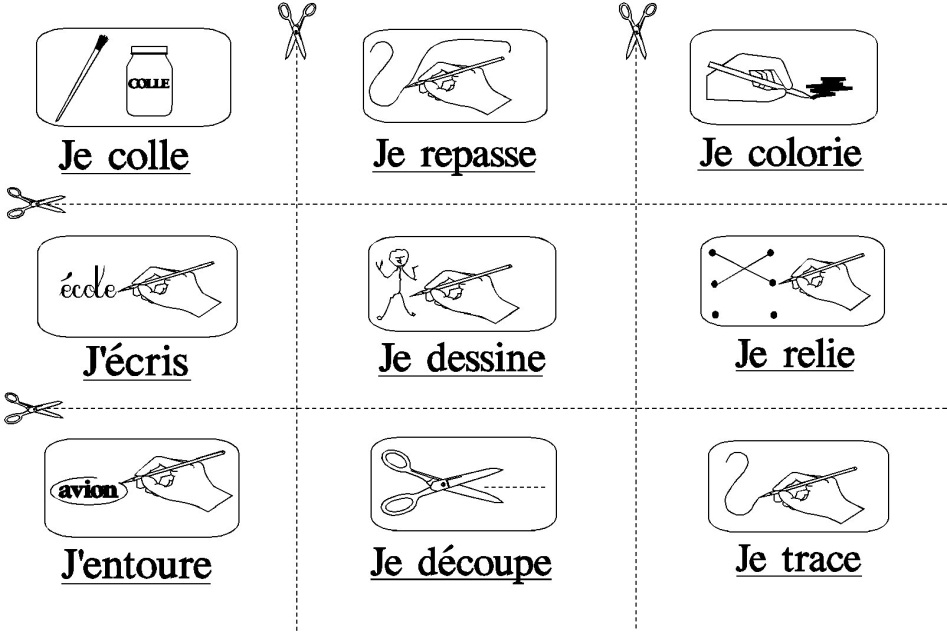 COLLE
Je colle
Je repasse
Je colorie
école
J'écris
Je dessine
Je relie
avion
J'entoure
Je découpe
Je trace